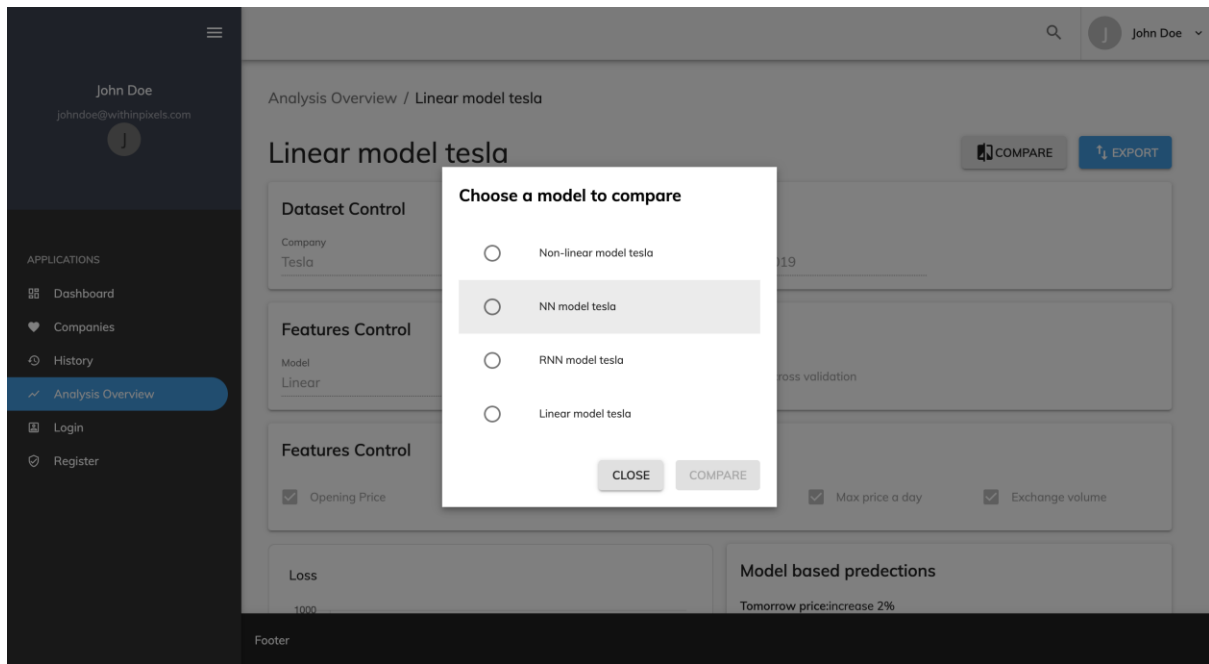 John Doe
johndoe@withinpixels.com
J
APPLICATIONS
Dashboard
Companies
History
Analysis Overview
Login
Register
J
John Doe
Analysis Overview / Linear model tesla
Linear model tesla
COMPARE
EXPORT
Dataset Control
Company
Tesla
19
Features Control
Model
Linear
ross validation
Features Control
Opening Price
Max price a day
Exchange volume
Choose a model to compare
Non-linear model tesla
NN model tesla
RNN model tesla
Linear model tesla
CLOSE
COMPARE
Loss
1000
Model based predections
Tomorrow price:increase 2%
Footer